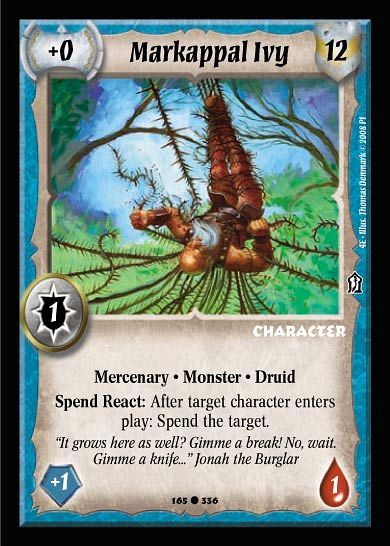 +0
Markappal Ivy
12
4E • Illus. Thomas Denmark © 2008 P1
1
CHARACTER
Mercenary • Monster • Druid
Spend React: After target character enters
play: Spend the target.
“It grows here as well? Gimme a break! No, wait.
Gimme a knife...” Jonah the Burglar
+1
165 ● 336
1